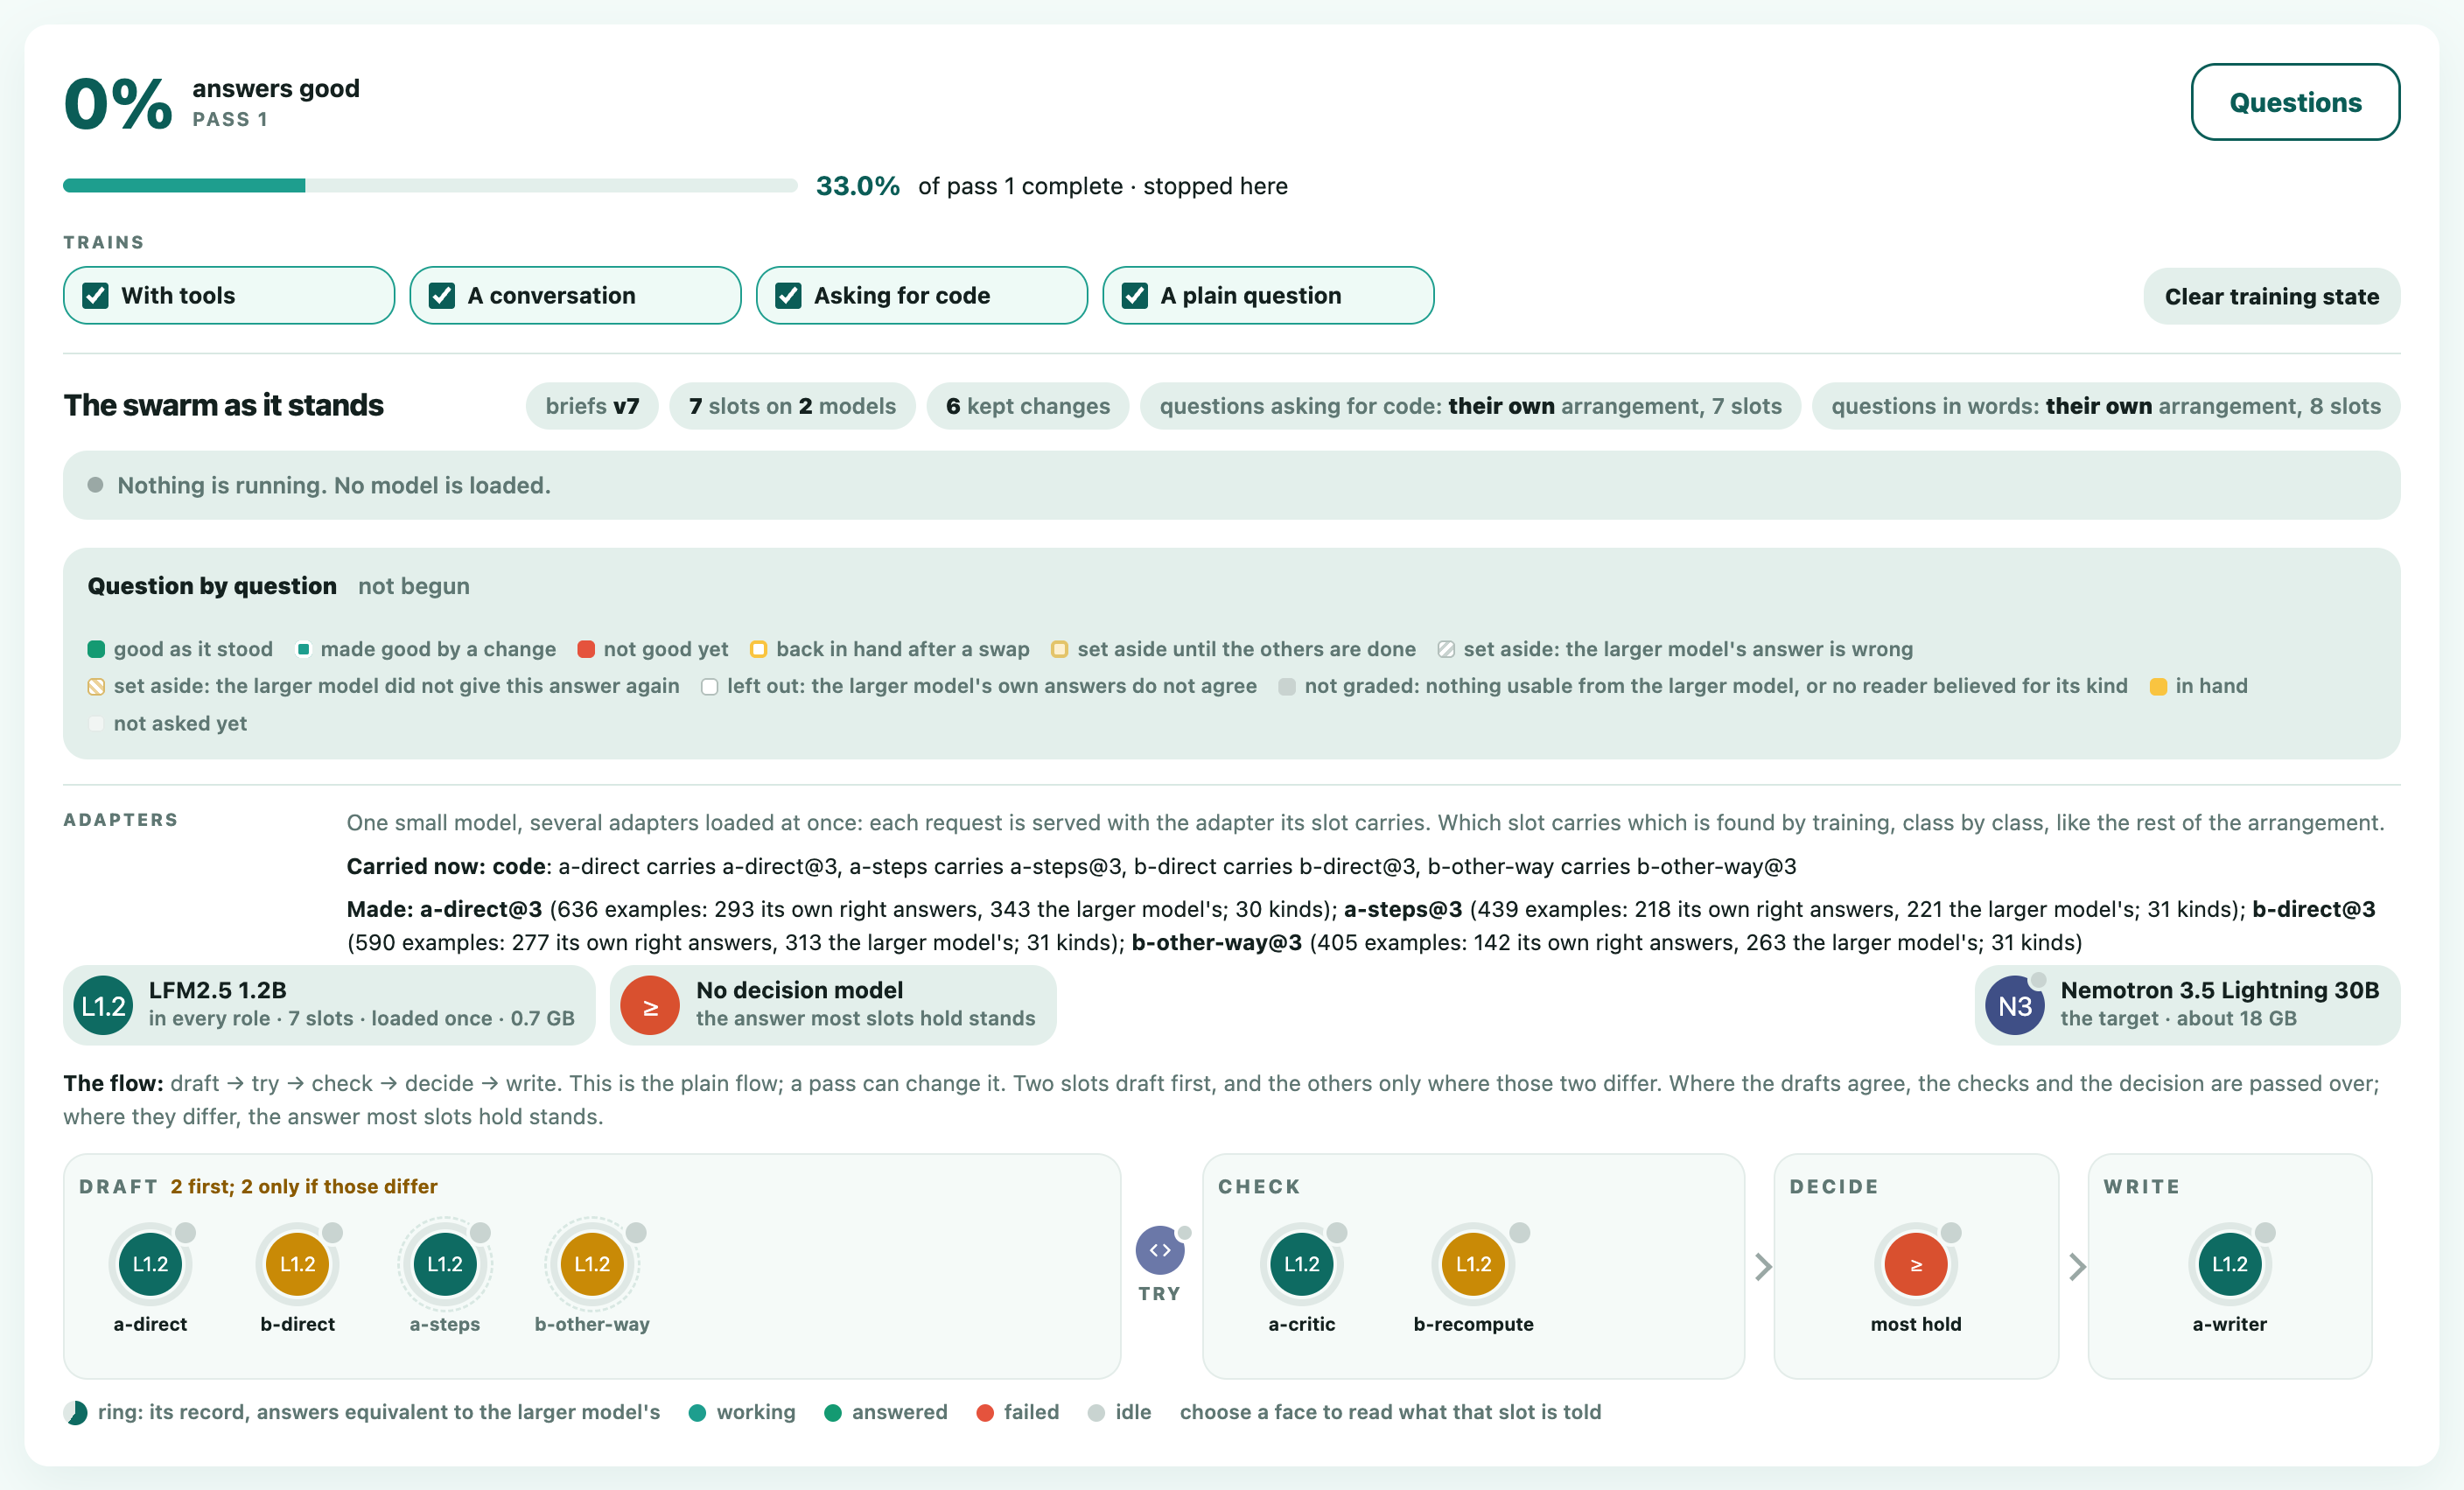 0% answers good
PASS 1
Questions
33.0% of pass 1 complete · stopped here
TRAINS
With tools
A conversation
Asking for code
A plain question
Clear training state
The swarm as it stands
briefs v7
7 slots on 2 models
6 kept changes
questions asking for code: their own arrangement, 7 slots
questions in words: their own arrangement, 8 slots
Nothing is running. No model is loaded.
Question by question not begun
good as it stood made good by a change not good yet back in hand after a swap set aside until the others are done set aside: the larger model's answer is wrong
set aside: the larger model did not give this answer again left out: the larger model's own answers do not agree not graded: nothing usable from the larger model, or no reader believed for its kind in hand
not asked yet
ADAPTERS
One small model, several adapters loaded at once: each request is served with the adapter its slot carries. Which slot carries which is found by training, class by class, like the rest of the arrangement.
Carried now: code: a-direct carries a-direct@3, a-steps carries a-steps@3, b-direct carries b-direct@3, b-other-way carries b-other-way@3
Made: a-direct@3 (636 examples: 293 its own right answers, 343 the larger model's; 30 kinds); a-steps@3 (439 examples: 218 its own right answers, 221 the larger model's; 31 kinds); b-direct@3
(590 examples: 277 its own right answers, 313 the larger model's; 31 kinds); b-other-way@3 (405 examples: 142 its own right answers, 263 the larger model's; 31 kinds)
L1.2 LFM2.5 1.2B
in every role · 7 slots · loaded once · 0.7 GB
≥ No decision model
the answer most slots hold stands
N3 Nemotron 3.5 Lightning 30B
the target · about 18 GB
The flow: draft → try → check → decide → write. This is the plain flow; a pass can change it. Two slots draft first, and the others only where those two differ. Where the drafts agree, the checks and the decision are passed over;
where they differ, the answer most slots hold stands.
DRAFT 2 first; 2 only if those differ
L1.2 L1.2 L1.2 L1.2
a-direct b-direct a-steps b-other-way
TRY
CHECK
L1.2 L1.2
a-critic b-recompute
DECIDE
≥
most hold
WRITE
L1.2
a-writer
ring: its record, answers equivalent to the larger model's working answered failed idle choose a face to read what that slot is told